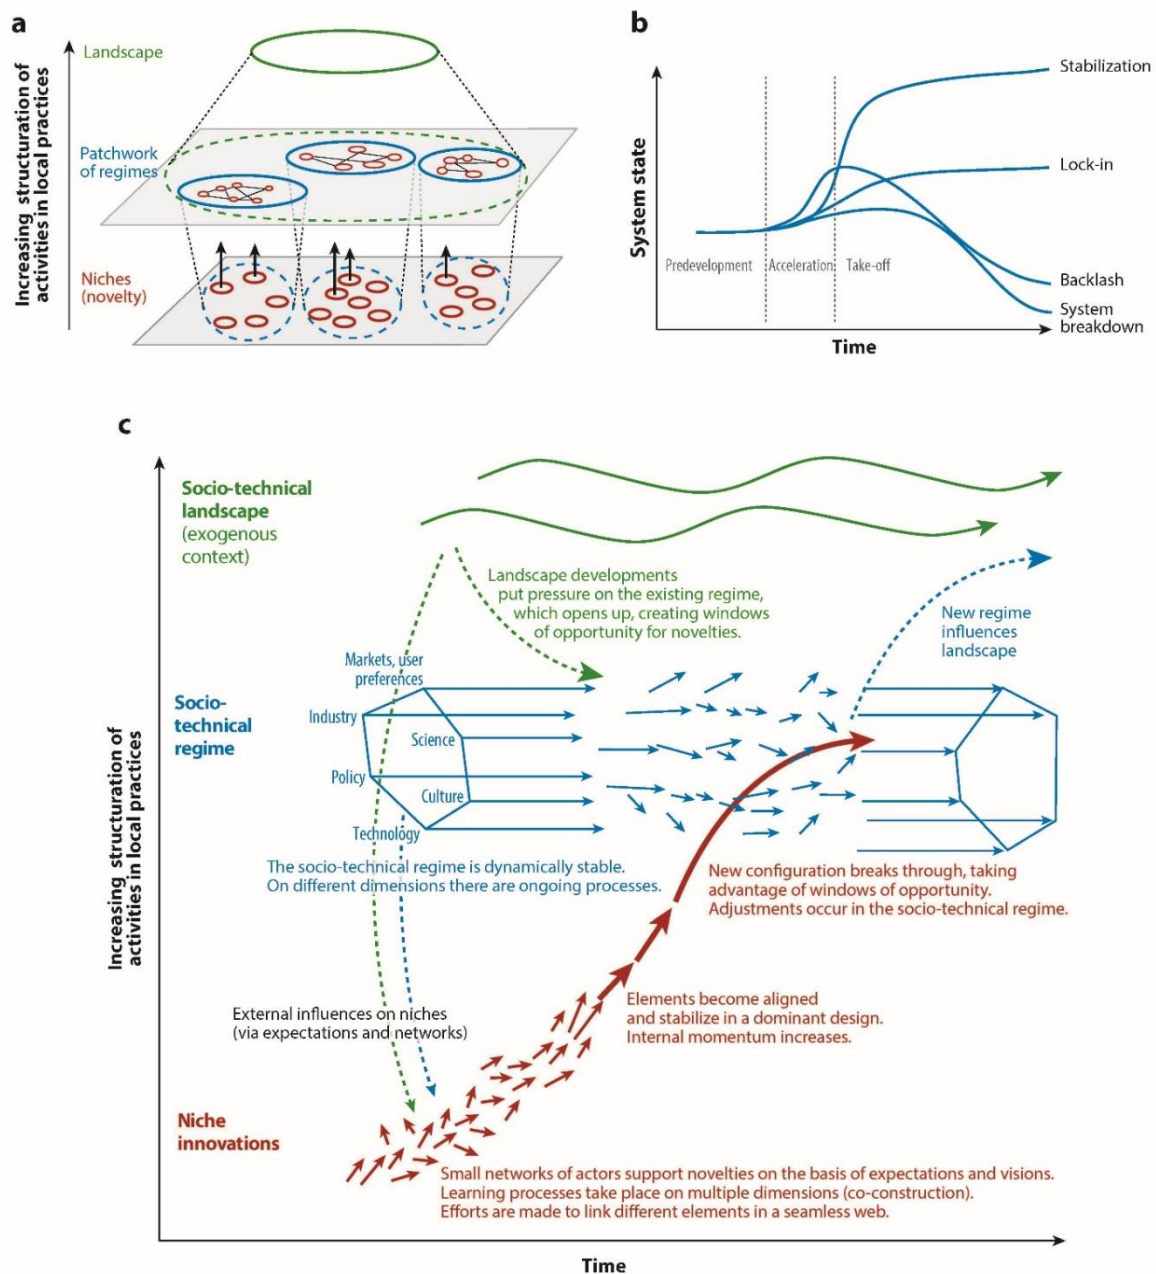 a
Increasing structuration of
activities in local practices
Landscape
Patchwork
of regimes
Niches
(novelty)
b
System state
Stabilization
Lock-in
Backlash
System
breakdown
Predevelopment
Acceleration
Take-off
Time
c
Increasing structuration of
activities in local practices
Socio-technical
landscape
(exogenous
context)
Landscape developments
put pressure on the existing regime,
which opens up, creating windows
of opportunity for novelties.
New regime
influences
landscape
Socio-
technical
regime
Markets, user
preferences
Industry
Science
Policy
Culture
Technology
The socio-technical regime is dynamically stable.
On different dimensions there are ongoing processes.
New configuration breaks through, taking
advantage of windows of opportunity.
Adjustments occur in the socio-technical regime.
External influences on niches
(via expectations and networks)
Elements become aligned
and stabilize in a dominant design.
Internal momentum increases.
Niche
innovations
Small networks of actors support novelties on the basis of expectations and visions.
Learning processes take place on multiple dimensions (co-construction).
Efforts are made to link different elements in a seamless web.
Time